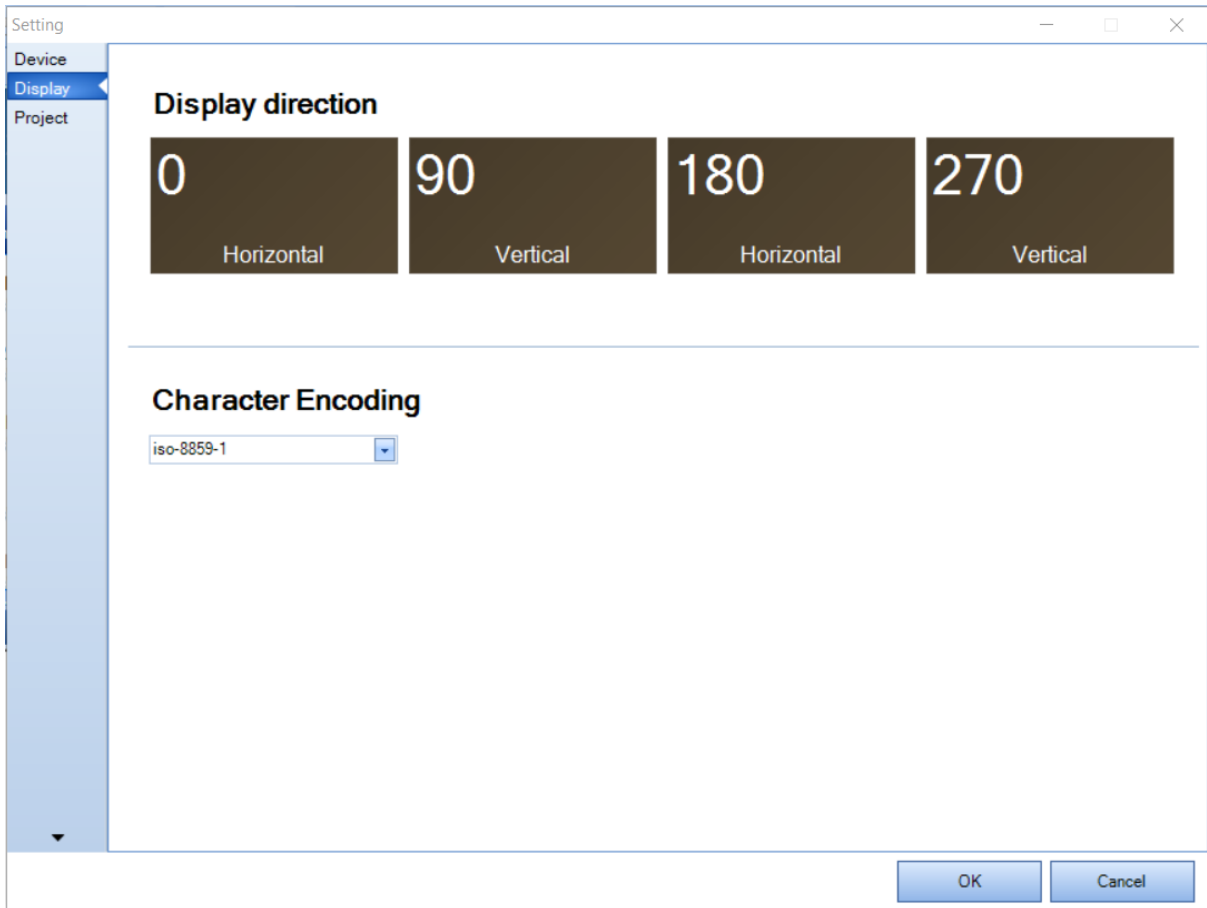 Setting
Device
Display
Project
Display direction
0
Horizontal
90
Vertical
180
Horizontal
270
Vertical
Character Encoding
iso-8859-1
OK
Cancel